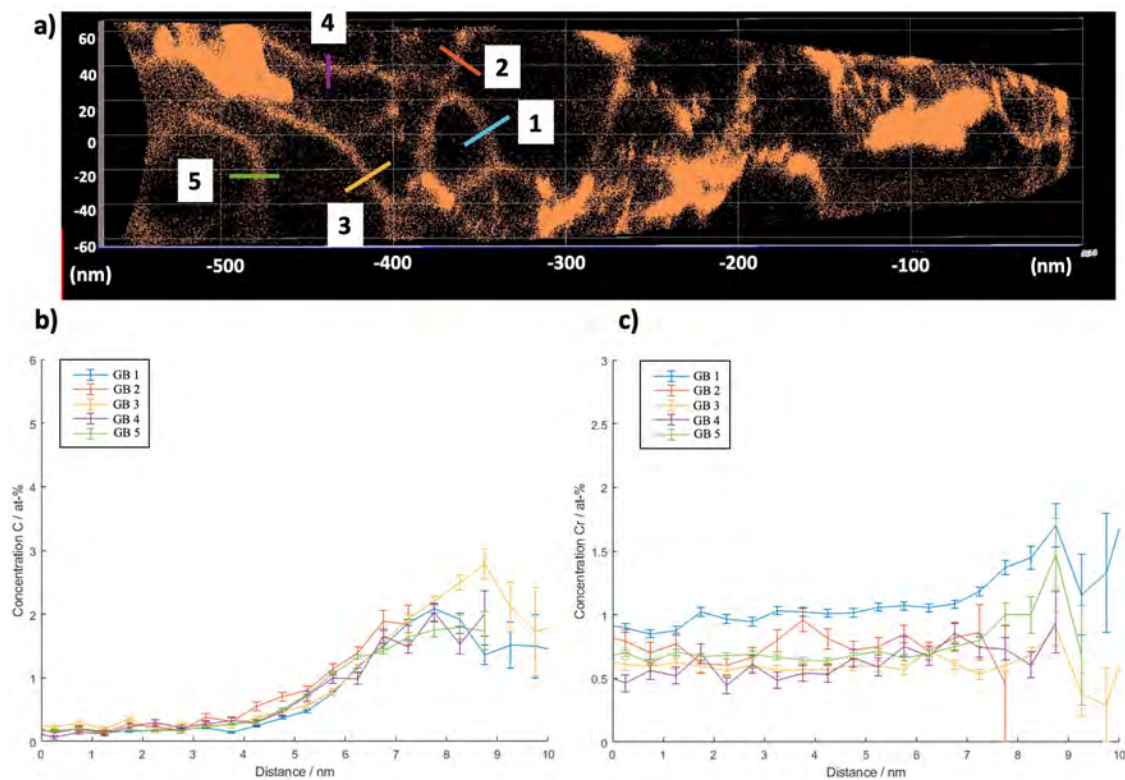 a)
4
2
1
5
3
60
40
20
0
-20
-40
-60
(nm) -500 -400 -300 -200 -100 (nm)
b)
GB 1
GB 2
GB 3
GB 4
GB 5
Concentration C / at-%
6
5
4
3
2
1
0
0 1 2 3 4 5 6 7 8 9 10
Distance / nm
c)
GB 1
GB 2
GB 3
GB 4
GB 5
Concentration Cr / at-%
3
2.5
2
1.5
1
0.5
0
0 1 2 3 4 5 6 7 8 9 10
Distance / nm